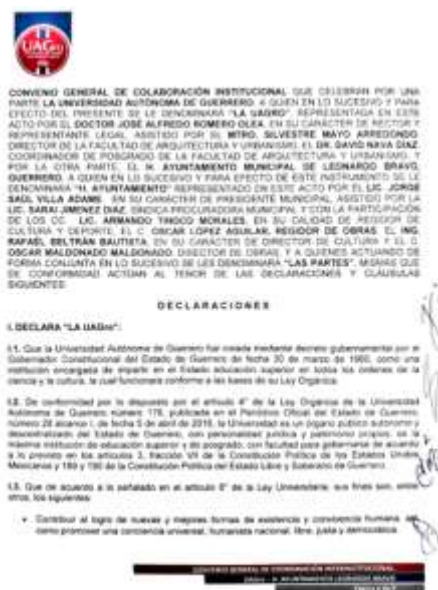 UAGro
CONVENIO GENERAL DE COLABORACIÓN INSTITUCIONAL QUE CELEBRAN POR UNA
PARTE LA UNIVERSIDAD AUTÓNOMA DE GUERRERO, A QUIEN EN LO SUCESIVO Y PARA
EFECTO DEL PRESENTE SE LE DENOMINARÁ "LA UAGRO", REPRESENTADA EN ESTE
ACTO POR EL DOCTOR JOSÉ ALFREDO ROMERO OLEA, EN SU CARÁCTER DE RECTOR Y
REPRESENTANTE LEGAL, ASISTIDO POR EL MTRO. SILVESTRE MAYO ARREDONDO,
DIRECTOR DE LA FACULTAD DE ARQUITECTURA Y URBANISMO, EL DR. DAVID NAVA DÍAZ,
COORDINADOR DE POSGRADO DE LA FACULTAD DE ARQUITECTURA Y URBANISMO, Y
POR LA OTRA PARTE, EL H. AYUNTAMIENTO MUNICIPAL DE LEONARDO BRAVO,
GUERRERO, A QUIEN EN LO SUCESIVO Y PARA EFECTO DE ESTE INSTRUMENTO SE LE
DENOMINARÁ "H. AYUNTAMIENTO" REPRESENTADO EN ESTE ACTO POR EL LIC. JORGE
SAÚL VILLA ADAME EN SU CARÁCTER DE PRESIDENTE MUNICIPAL, ASISTIDO POR LA
LIC. SARAI JIMÉNEZ DÍAZ, SÍNDICA PROCURADORA MUNICIPAL Y CON LA PARTICIPACIÓN
DE LOS CC. LIC. ARMANDO MORALES, EN SU CALIDAD DE REGIDOR DE
CULTURA Y DEPORTE, EL C. OSCAR LÓPEZ AGUILAR, REGIDOR DE OBRAS, EL ING.
RAFAEL BELTRÁN BAUTISTA, EN SU CARÁCTER DE DIRECTOR DE CULTURA Y EL C.
OSCAR MALDONADO MALDONADO, DIRECTOR DE OBRAS, Y A QUIENES ACTUANDO DE
FORMA CONJUNTA EN LO SUCESIVO SE LES DENOMINARÁ "LAS PARTES", MISMAS QUE
DE CONFORMIDAD ACTÚAN AL TENOR DE LAS DECLARACIONES Y CLÁUSULAS
SIGUIENTES:
DECLARACIONES
I. DECLARA "LA UAGro":
I.1. Que la Universidad Autónoma de Guerrero fue creada mediante decreto gubernamental por el
Gobernador Constitucional del Estado de Guerrero de fecha 30 de marzo de 1960, como una
institución encargada de impartir en el Estado educación superior en todos los órdenes de la
ciencia y la cultura, la cual funcionará conforme a las bases de su Ley Orgánica.
I.2. De conformidad por lo dispuesto por el artículo 4° de la Ley Orgánica de la Universidad
Autónoma de Guerrero número 178, publicada en el Periódico Oficial del Estado de Guerrero,
número 28 alcance I, de fecha 5 de abril de 2016, la Universidad es un órgano público autónomo y
descentralizado del Estado de Guerrero, con personalidad jurídica y patrimonio propios, es la
máxima institución de educación superior y de posgrado, con facultad para gobernarse de acuerdo
a lo previsto en los artículos 3, fracción VII de la Constitución Política de los Estados Unidos
Mexicanos y 189 y 190 de la Constitución Política del Estado Libre y Soberano de Guerrero.
I.3. Que de acuerdo a lo señalado en el artículo 6° de la Ley Universitaria, sus fines son, entre
otros, los siguientes:
• Contribuir al logro de nuevas y mejores formas de existencia y convivencia humana, así
como promover una conciencia universal, humanista nacional, libre, justa y democrática.